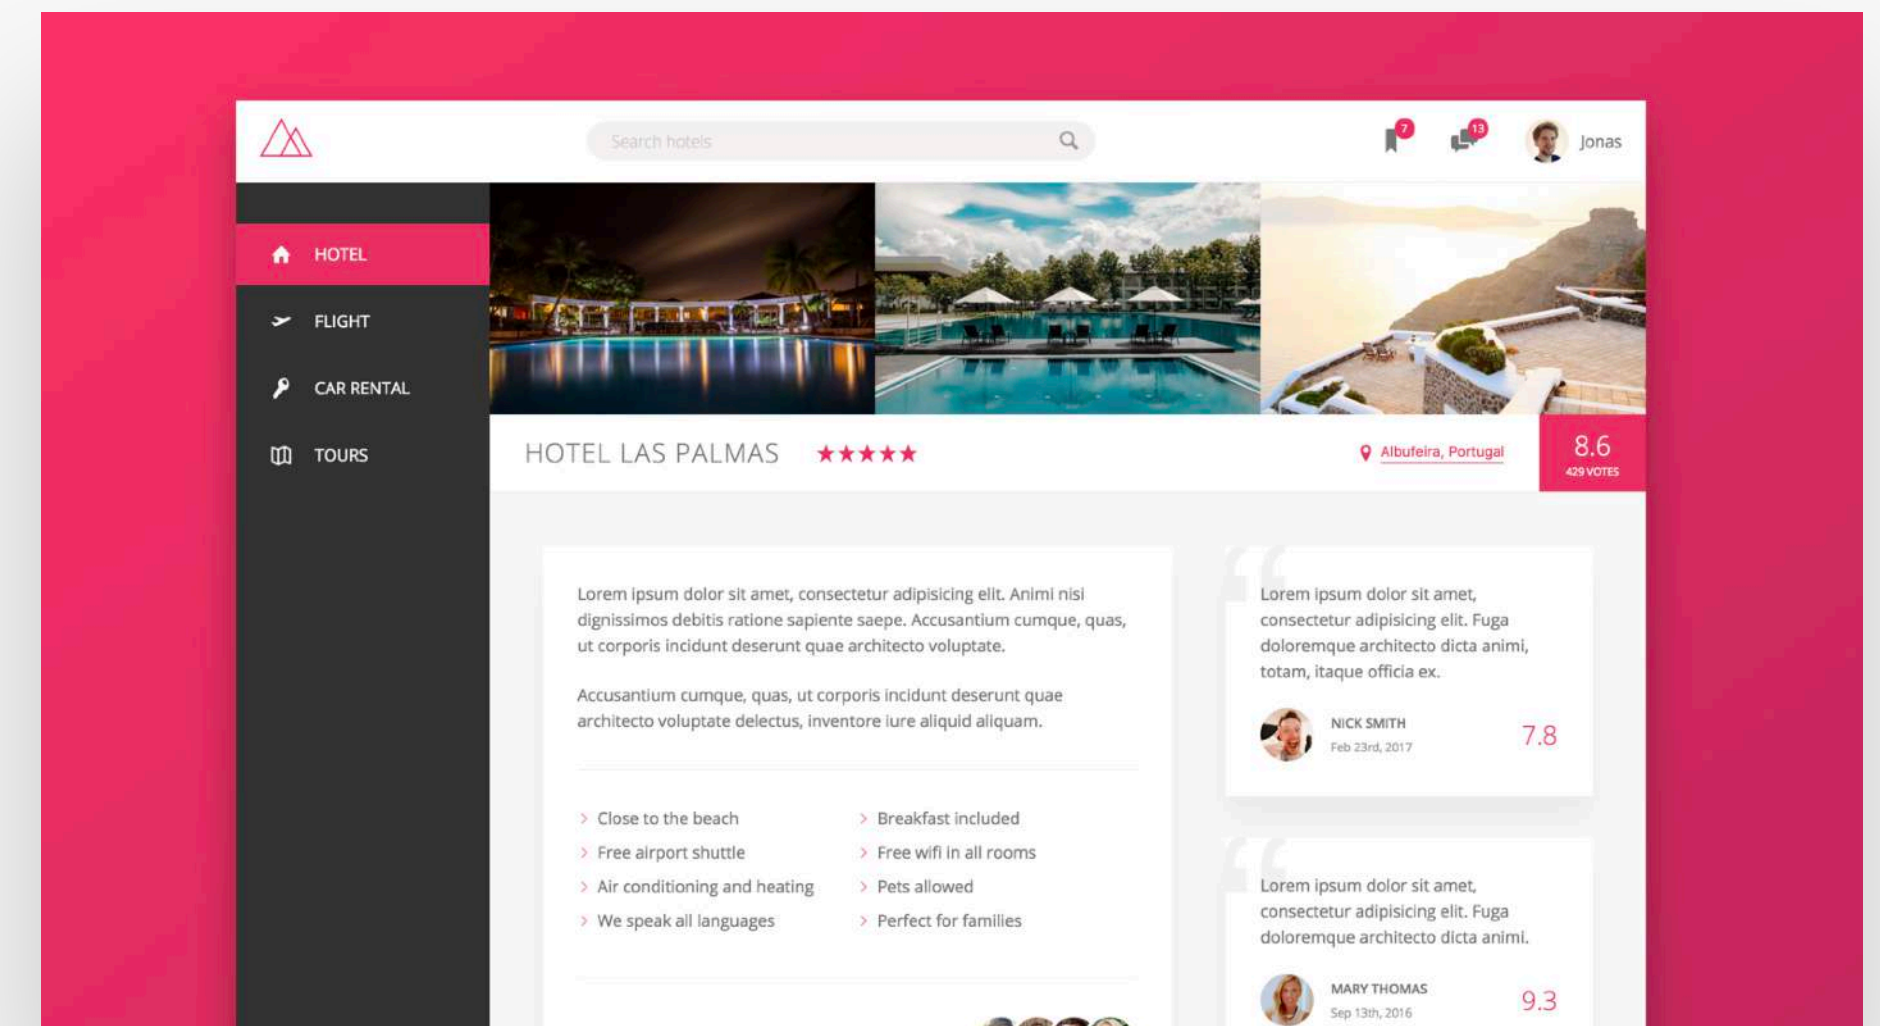 Search hotels
7
13
Jonas
HOTEL
FLIGHT
CAR RENTAL
TOURS
HOTEL LAS PALMAS
Albufeira, Portugal
8.6
429 VOTES
Lorem ipsum dolor sit amet, consectetur adipisicing elit. Animi nisi
dignissimos debitis ratione sapiente saepe. Accusantium cumque, quas,
ut corporis incidunt deserunt quae architecto voluptate.
Accusantium cumque, quas, ut corporis incidunt deserunt quae
architecto voluptate delectus, inventore iure aliquid aliquam.
Close to the beach
Free airport shuttle
Air conditioning and heating
We speak all languages
Breakfast included
Free wifi in all rooms
Pets allowed
Perfect for families
Lorem ipsum dolor sit amet,
consectetur adipisicing elit. Fuga
doloremque architecto dicta animi,
totam, itaque officia ex.
NICK SMITH
Feb 23rd, 2017
7.8
Lorem ipsum dolor sit amet,
consectetur adipisicing elit. Fuga
doloremque architecto dicta animi.
MARY THOMAS
Sep 13th, 2016
9.3